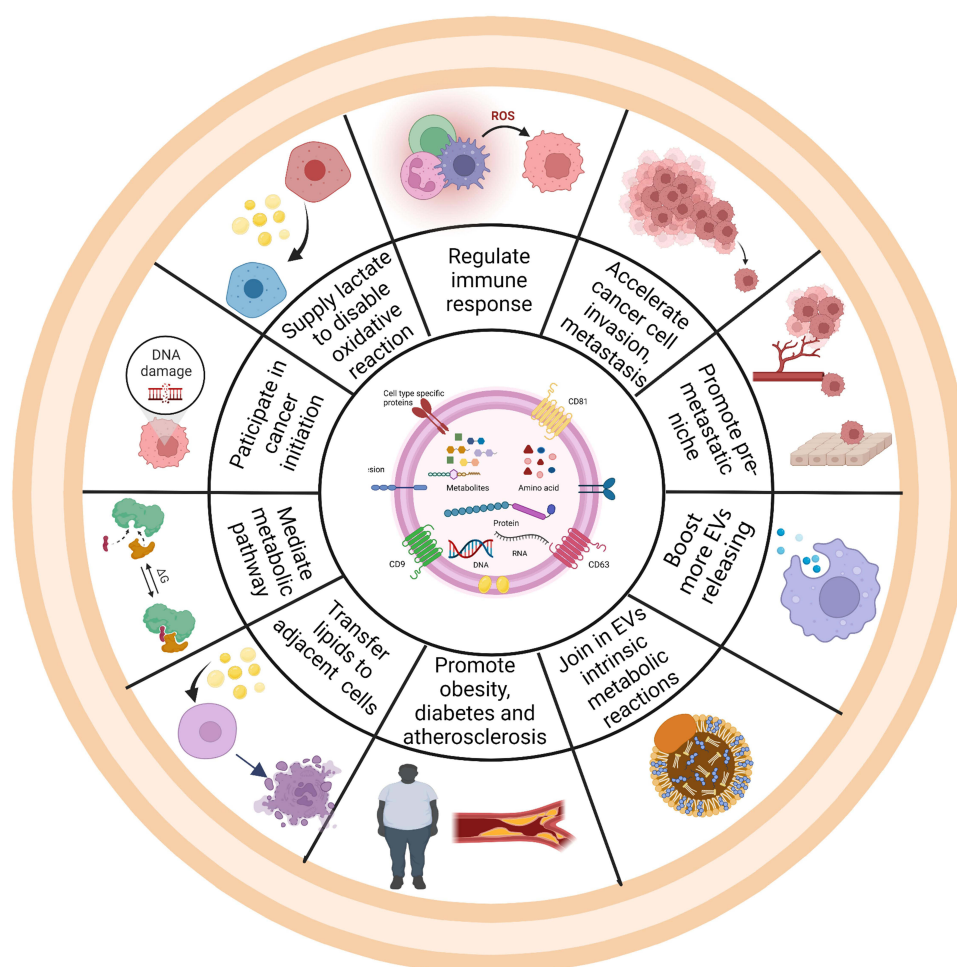 ROS
Regulate
immune
response
Accelerate
cancer cell
invasion,
metastasis
Promote pre-
metastatic
niche
Boost
more EVs
releasing
Join in EVs
intrinsic
metabolic
reactions
Promote
obesity,
diabetes and
atherosclerosis
Transfer
lipids to
adjacent cells
Mediate
metabolic
pathway
ΔG
Paticipate in
cancer
initiation
DNA
damage
Supply lactate
to disable
oxidative
reaction
Cell type specific
proteins
CD81
sion
Metabolites
Amino acid
Protein
RNA
DNA
CD9
CD63